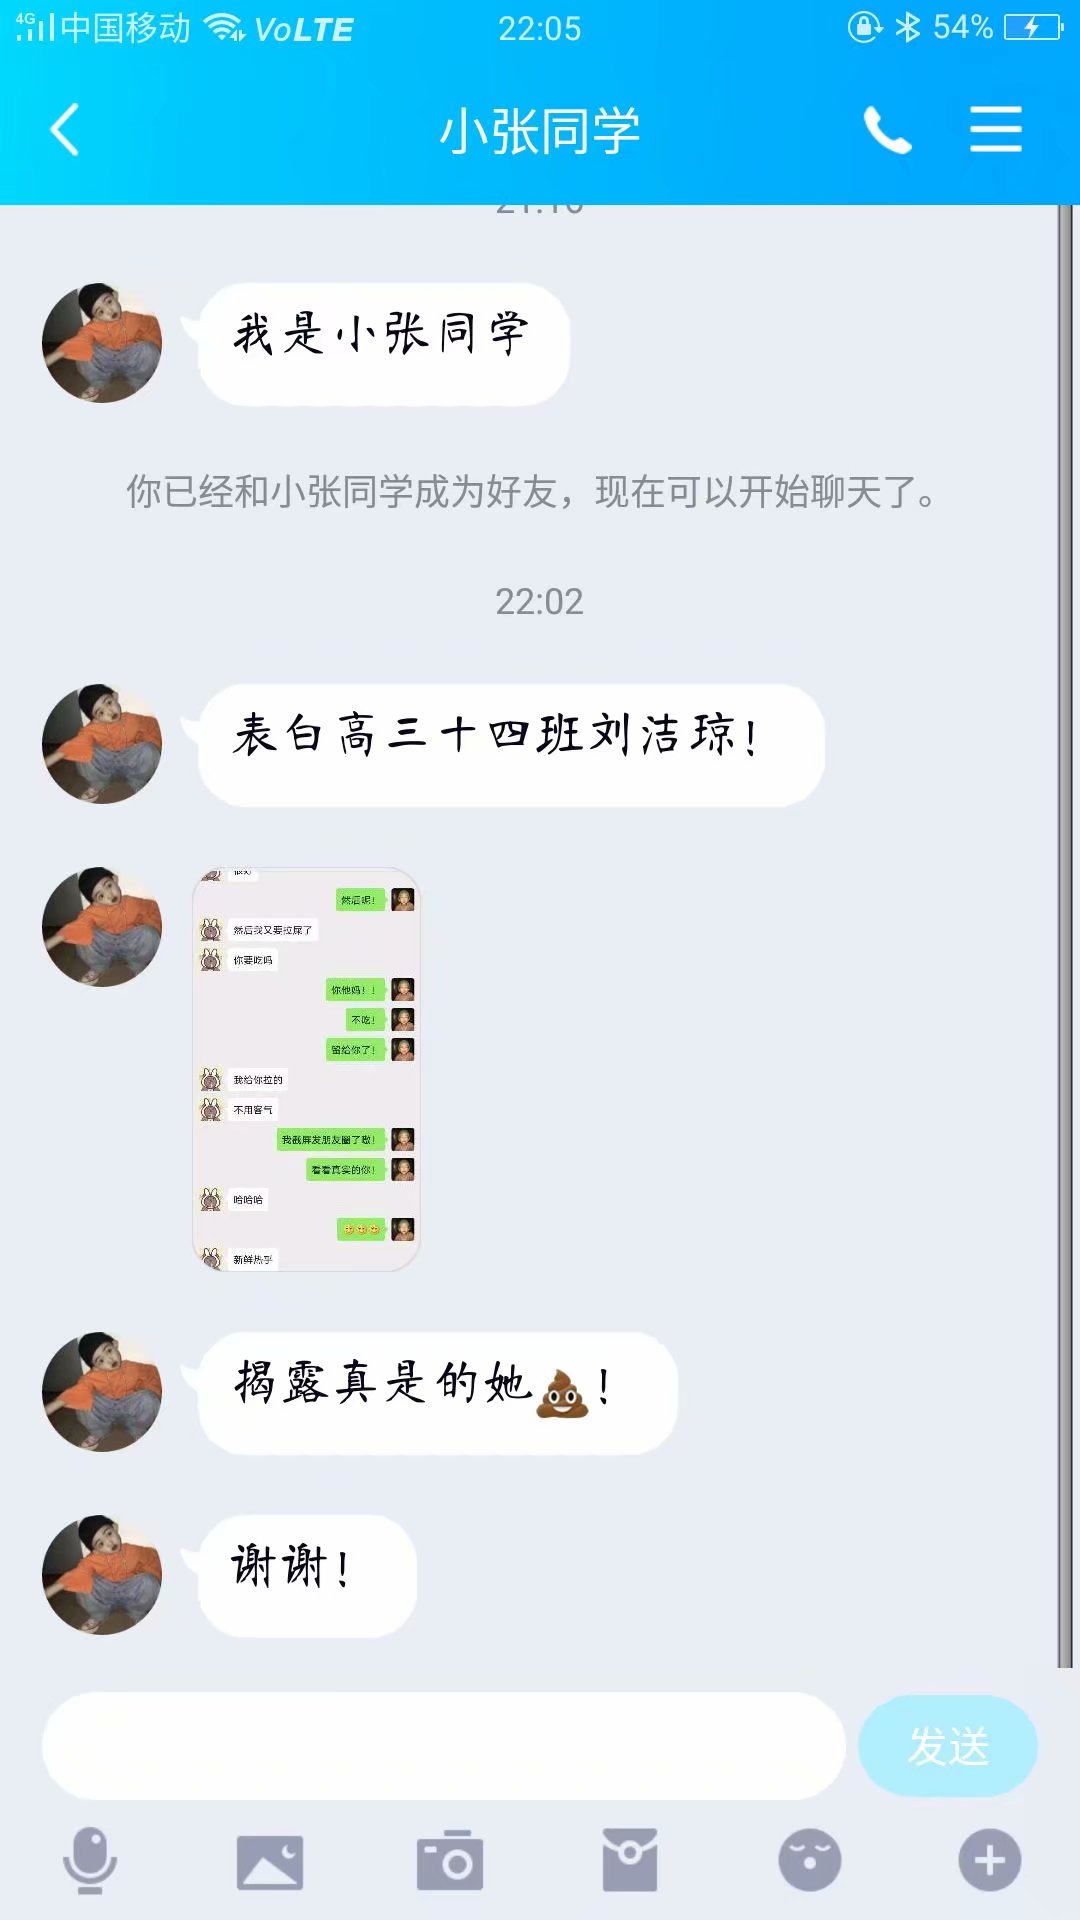 4G 中国移动 VoLTE 22:05 54%
小张同学
我是小张同学
你已经和小张同学成为好友，现在可以开始聊天了。
22:02
表白高三十四班刘洁琼！
然后呢！
然后我又要拉屎了
你要吃吗
你他妈！！
不吃！
留给你了！
我给你拉的
不用客气
我截屏发朋友圈了嗷！
看看真实的你！
哈哈哈
新鲜热乎
揭露真是的她💩！
谢谢！
发送